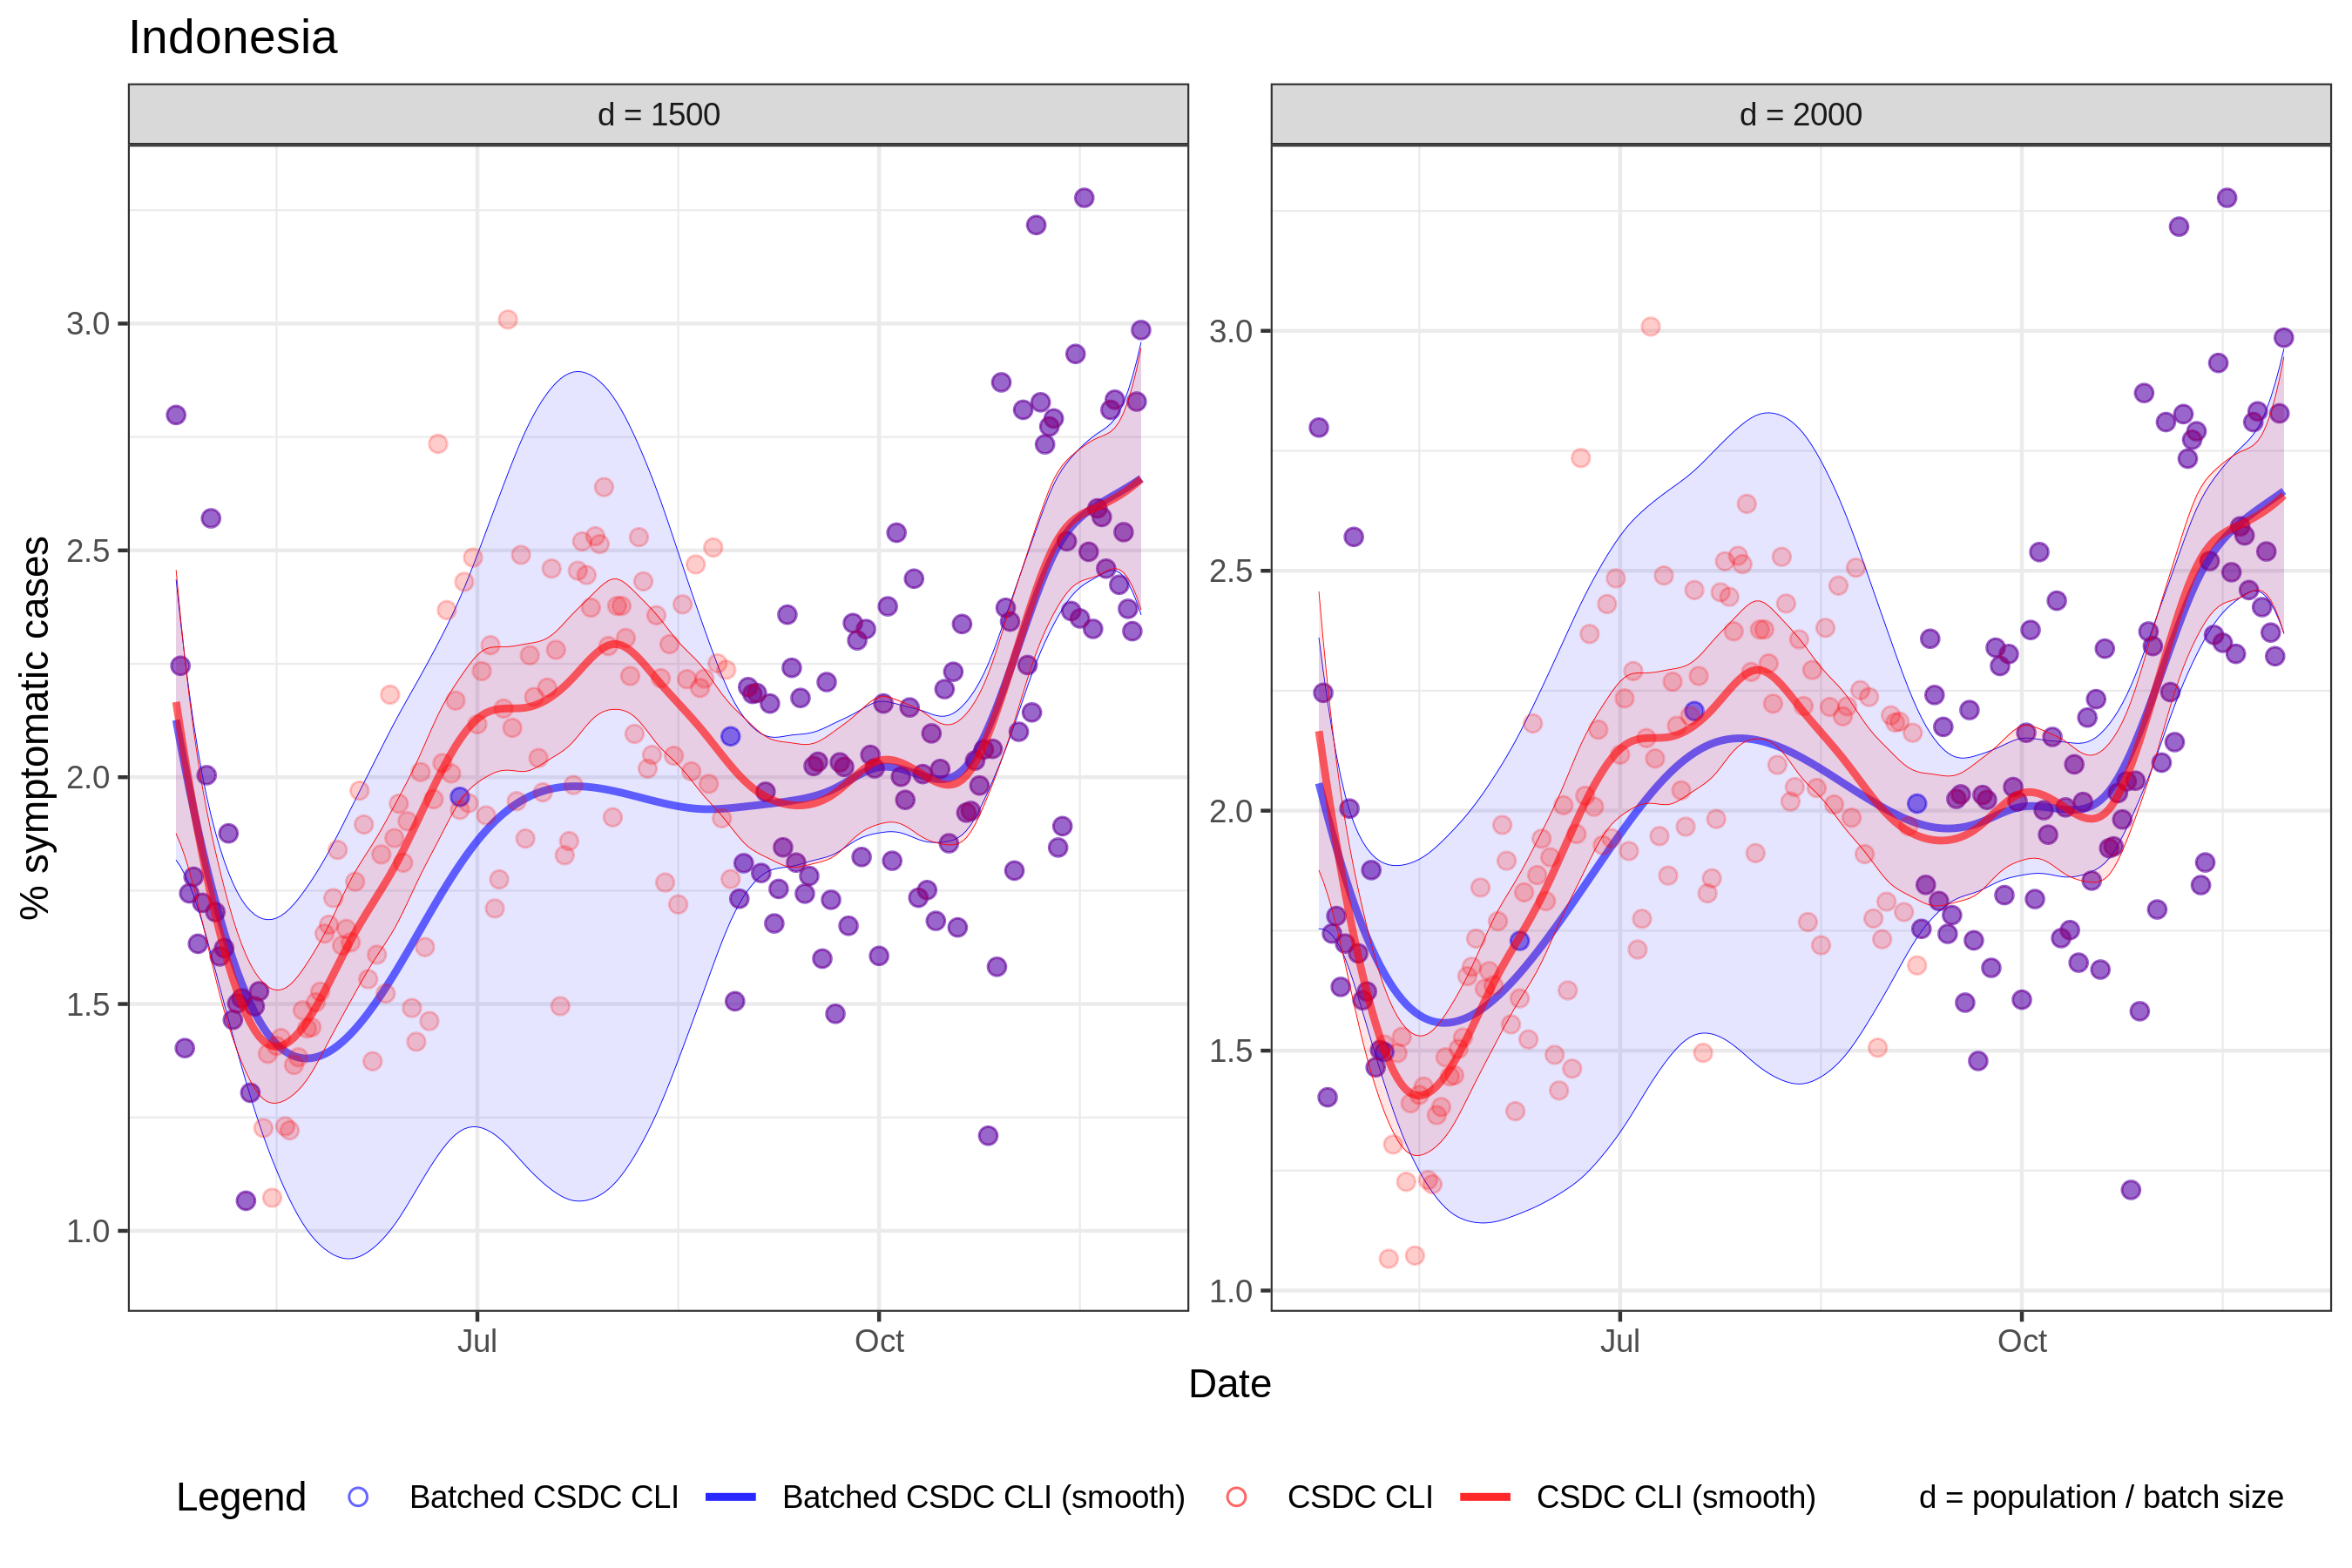 Indonesia
d = 1500
d = 2000
% symptomatic cases
3.0
2.5
2.0
1.5
1.0
3.0
2.5
2.0
1.5
1.0
Jul
Oct
Jul
Oct
Date
Legend
Batched CSDC CLI
Batched CSDC CLI (smooth)
CSDC CLI
CSDC CLI (smooth)
d = population / batch size